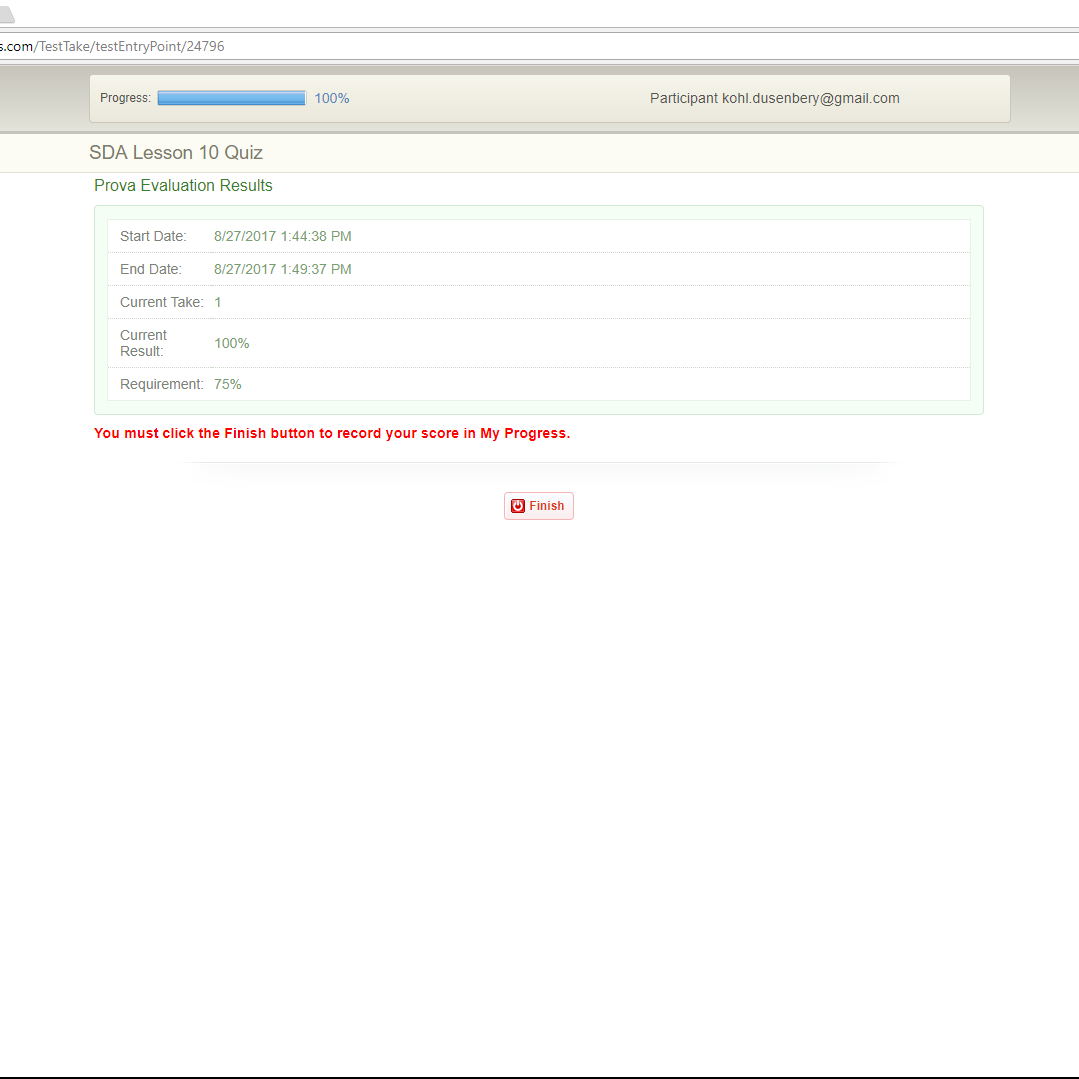 s.com/TestTake/testEntryPoint/24796
Progress: 100% Participant kohl.dusenbery@gmail.com
SDA Lesson 10 Quiz
Prova Evaluation Results
Start Date: 8/27/2017 1:44:38 PM
End Date: 8/27/2017 1:49:37 PM
Current Take: 1
Current
Result: 100%
Requirement: 75%
You must click the Finish button to record your score in My Progress.
Finish